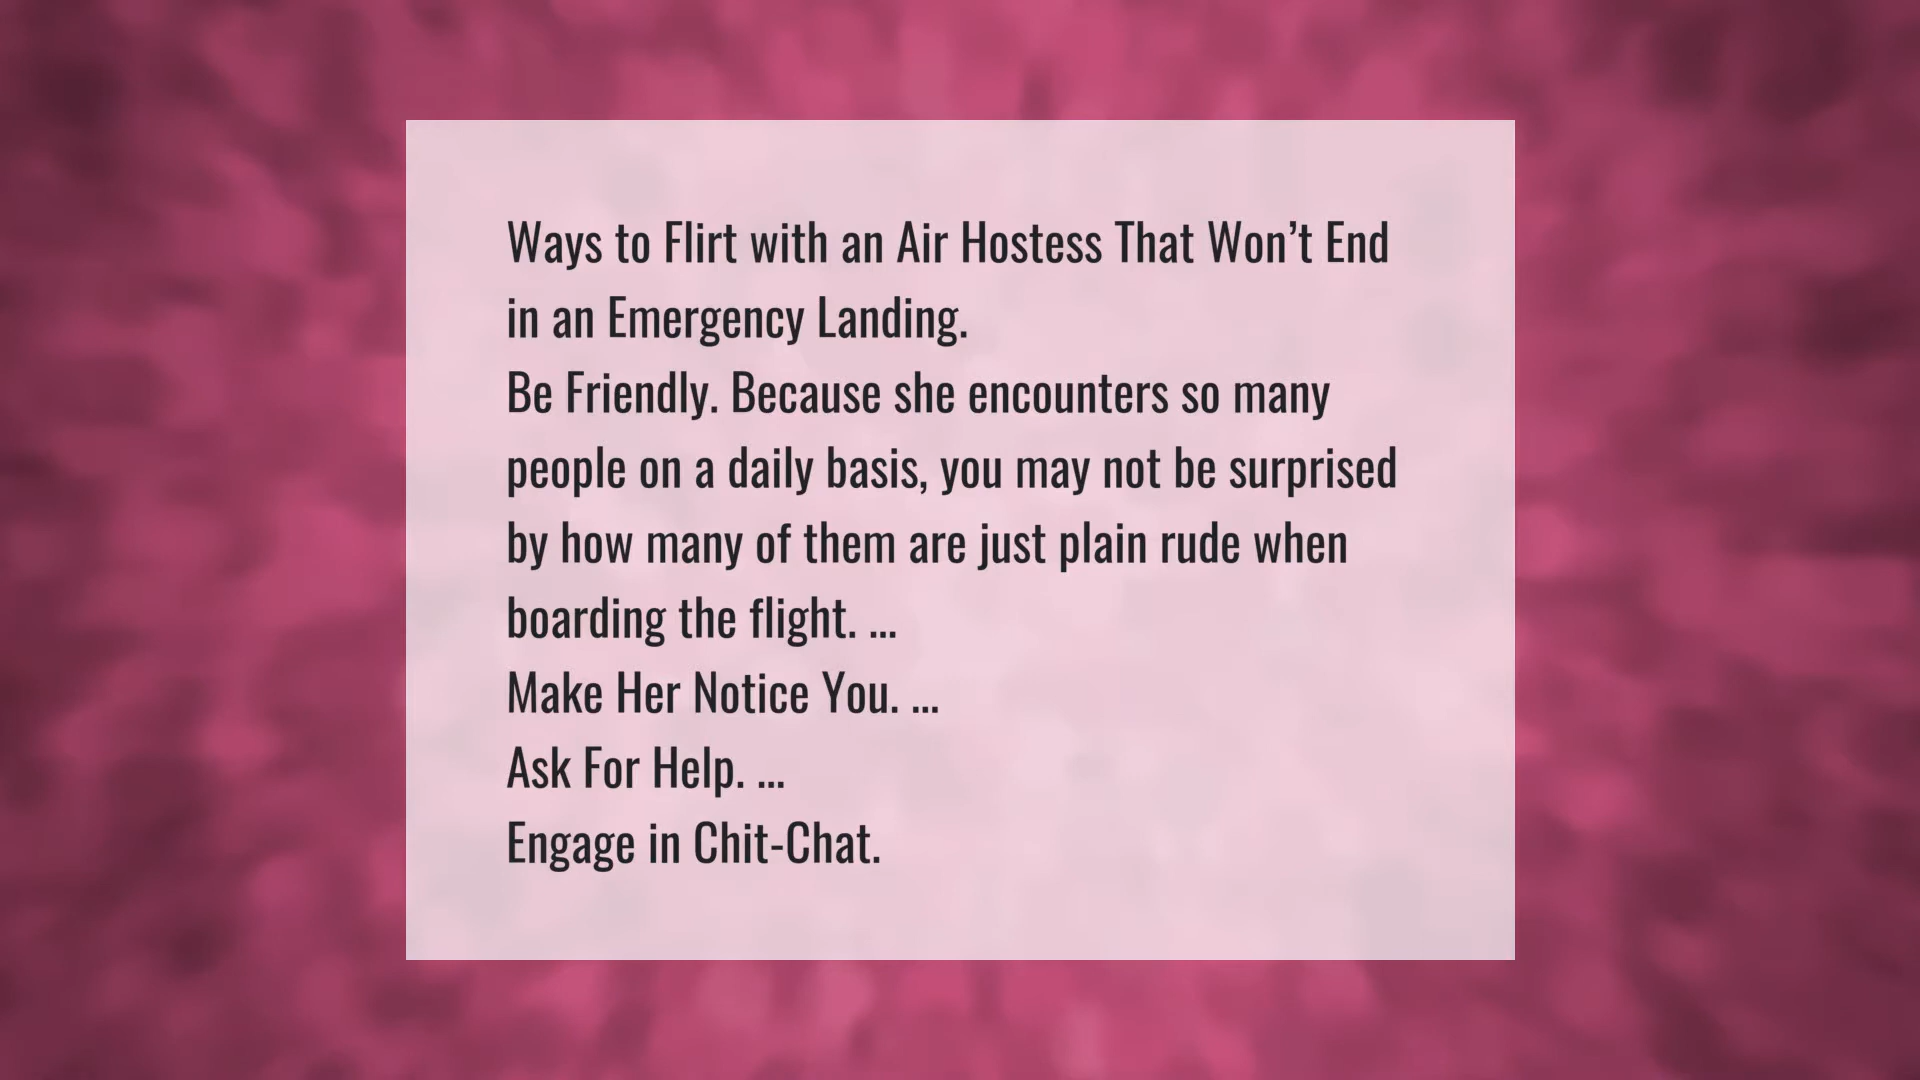 Ways to Flirt with an Air Hostess That Won’t End
in an Emergency Landing.
Be Friendly. Because she encounters so many
people on a daily basis, you may not be surprised
by how many of them are just plain rude when
boarding the flight. ...
Make Her Notice You. ...
Ask For Help. ...
Engage in Chit-Chat.